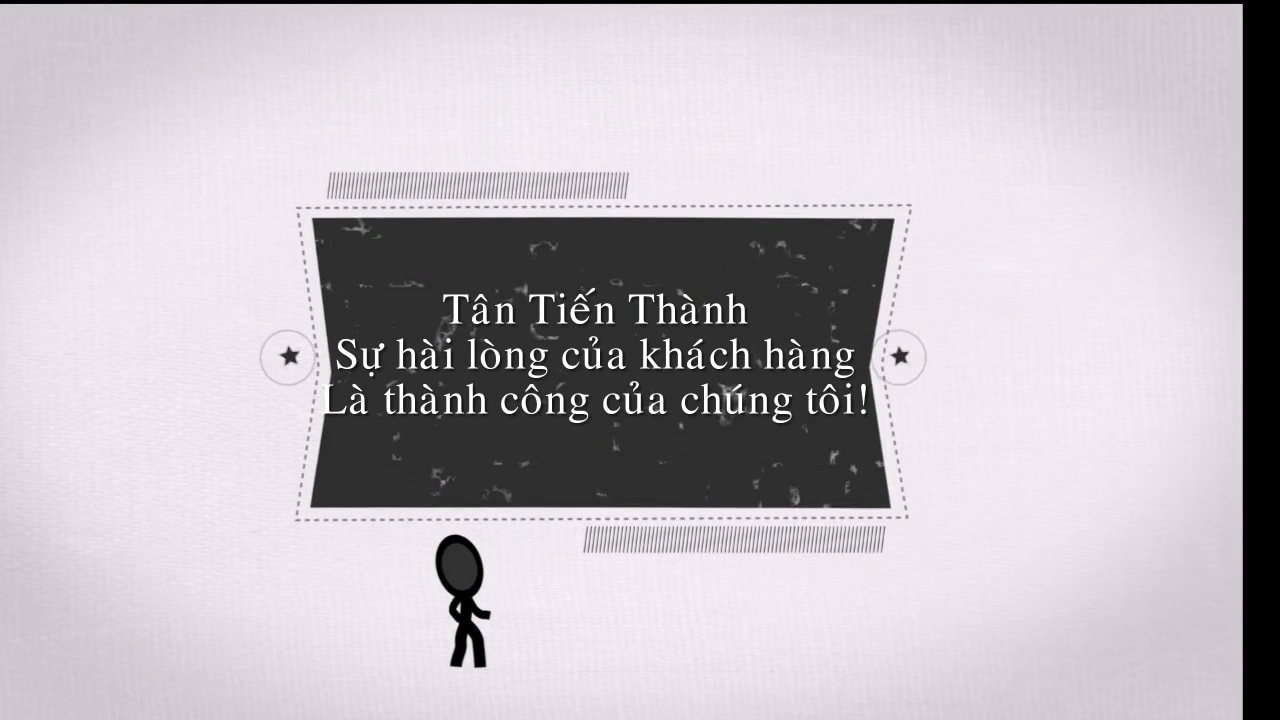 Tân Tiến Thành
Sự hài lòng của khách hàng
Là thành công của chúng tôi!